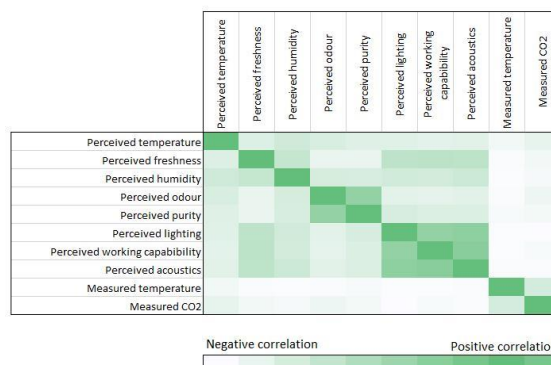 Perceived temperature
Perceived freshness
Perceived humidity
Perceived odour
Perceived purity
Perceived lighting
Perceived working
capability
Perceived acoustics
Measured temperature
Measured CO2
Perceived temperature
Perceived freshness
Perceived humidity
Perceived odour
Perceived purity
Perceived lighting
Perceived working capabibility
Perceived acoustics
Measured temperature
Measured CO2
Negative correlation Positive correlatio